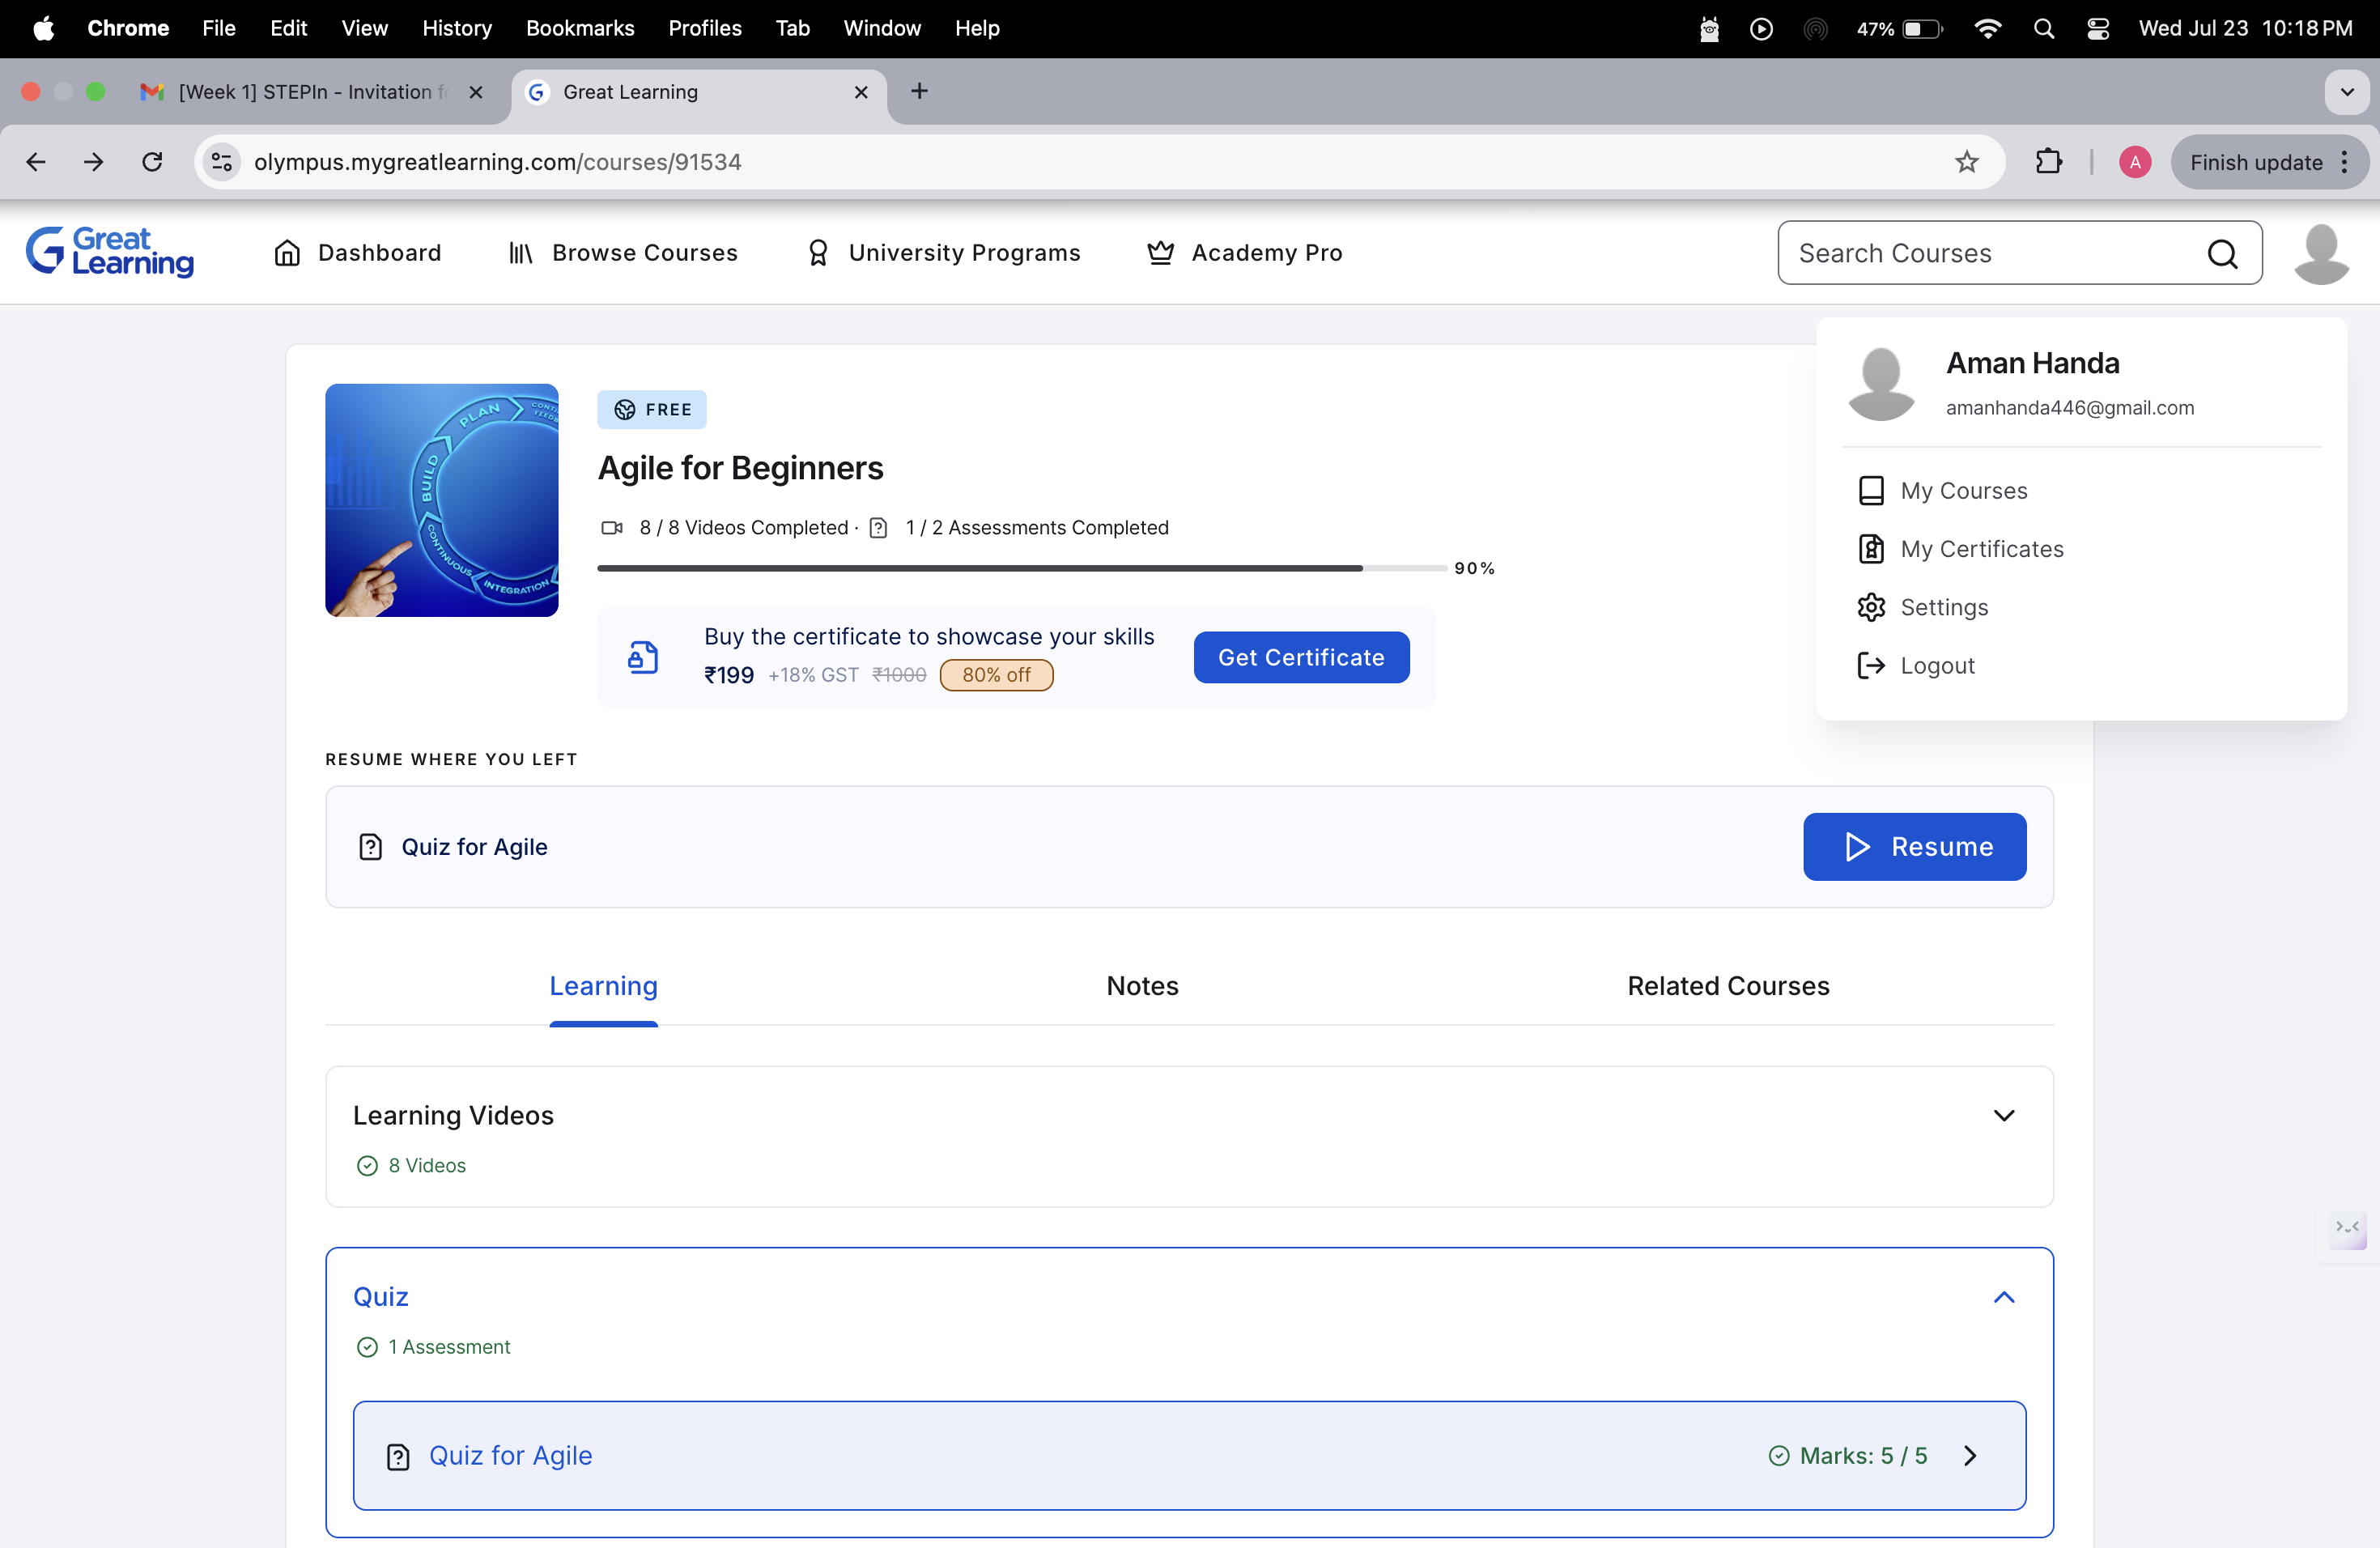 Chrome File Edit View History Bookmarks Profiles Tab Window Help 47% Wed Jul 23 10:18 PM
[Week 1] STEPIn - Invitation Great Learning
olympus.mygreatlearning.com/courses/91534 A Finish update
Great Learning Dashboard Browse Courses University Programs Academy Pro Search Courses
Aman Handa
amanhanda446@gmail.com
My Courses
My Certificates
Settings
Logout
PLAN
BUILD
CONTINUOUS
INTEGRATION
FREE
Agile for Beginners
8 / 8 Videos Completed · 1 / 2 Assessments Completed
90%
Buy the certificate to showcase your skills
₹199 +18% GST ₹1000 80% off
Get Certificate
RESUME WHERE YOU LEFT
Quiz for Agile Resume
Learning Notes Related Courses
Learning Videos
8 Videos
Quiz
1 Assessment
Quiz for Agile Marks: 5 / 5